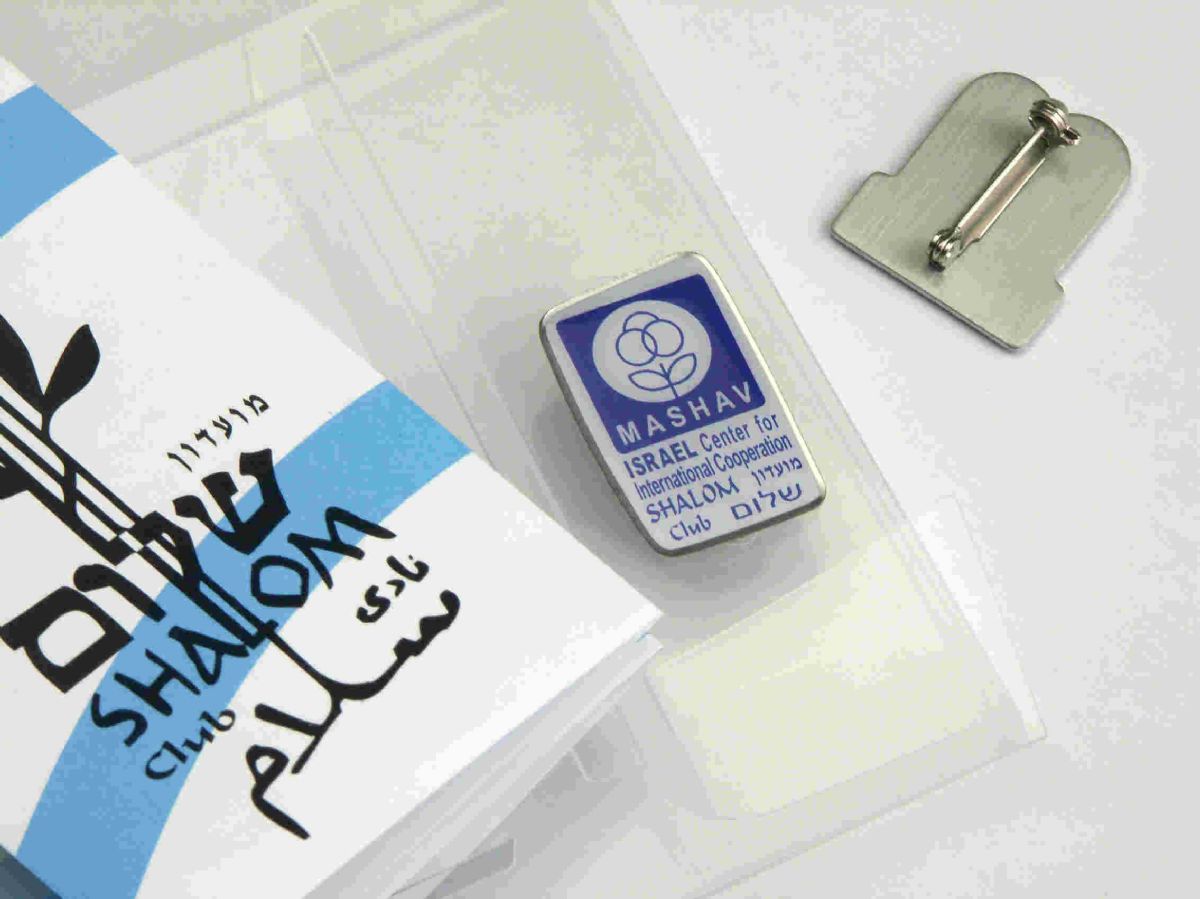 מועדון
שלום
SHALOM
Club
نادي
سلام
MASHAV
ISRAEL Center for
International Cooperation
SHALOM מועדון
Club שלום